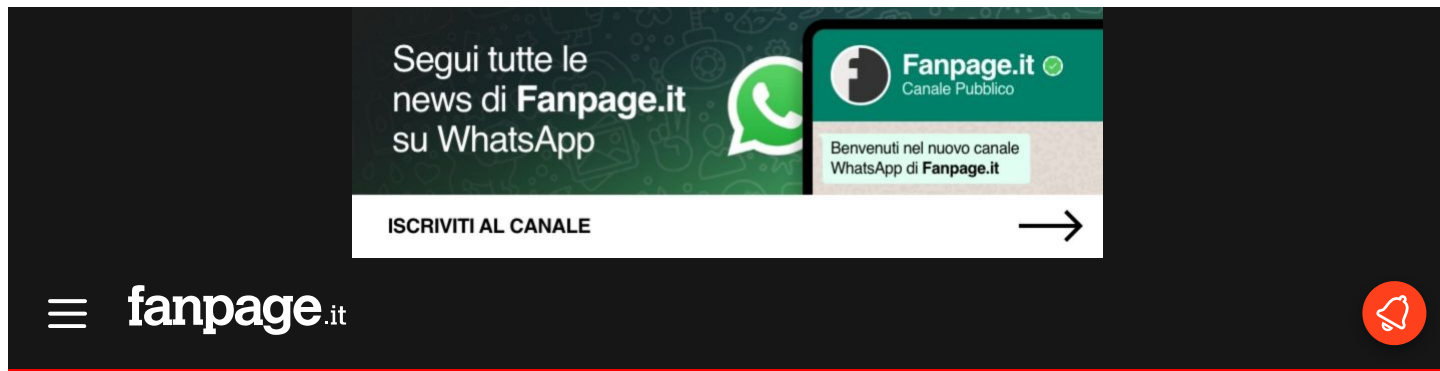 Segui tutte le
news di Fanpage.it
su WhatsApp
Fanpage.it
Canale Pubblico
Benvenuti nel nuovo canale
WhatsApp di Fanpage.it
ISCRIVITI AL CANALE
fanpage.it